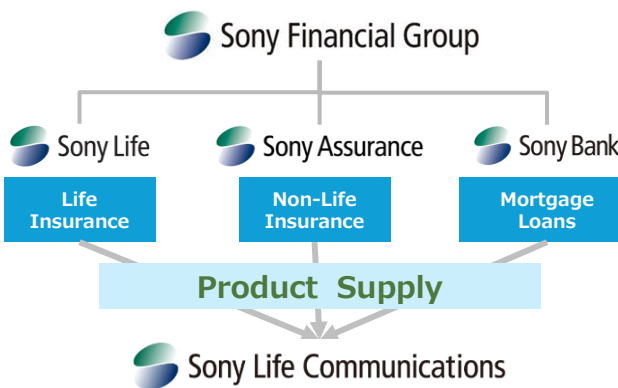 Sony Financial Group
Sony Life
Sony Assurance
Sony Bank
Life
Insurance
Non-Life
Insurance
Mortgage
Loans
Product Supply
Sony Life Communications